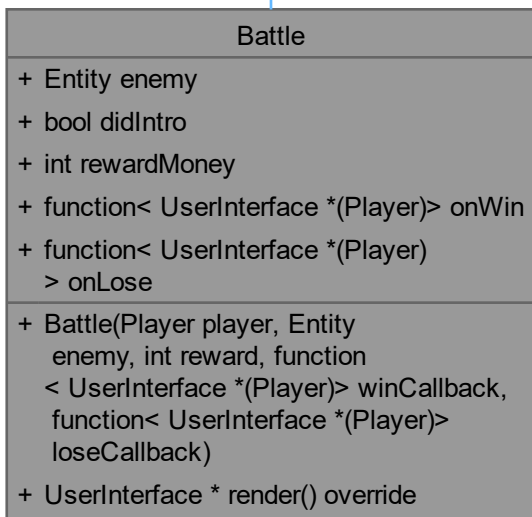 Battle
+ Entity enemy
+ bool didIntro
+ int rewardMoney
+ function< UserInterface *(Player)> onWin
+ function< UserInterface *(Player)
> onLose
+ Battle(Player player, Entity
enemy, int reward, function
< UserInterface *(Player)> winCallback,
function< UserInterface *(Player)>
loseCallback)
+ UserInterface * render() override